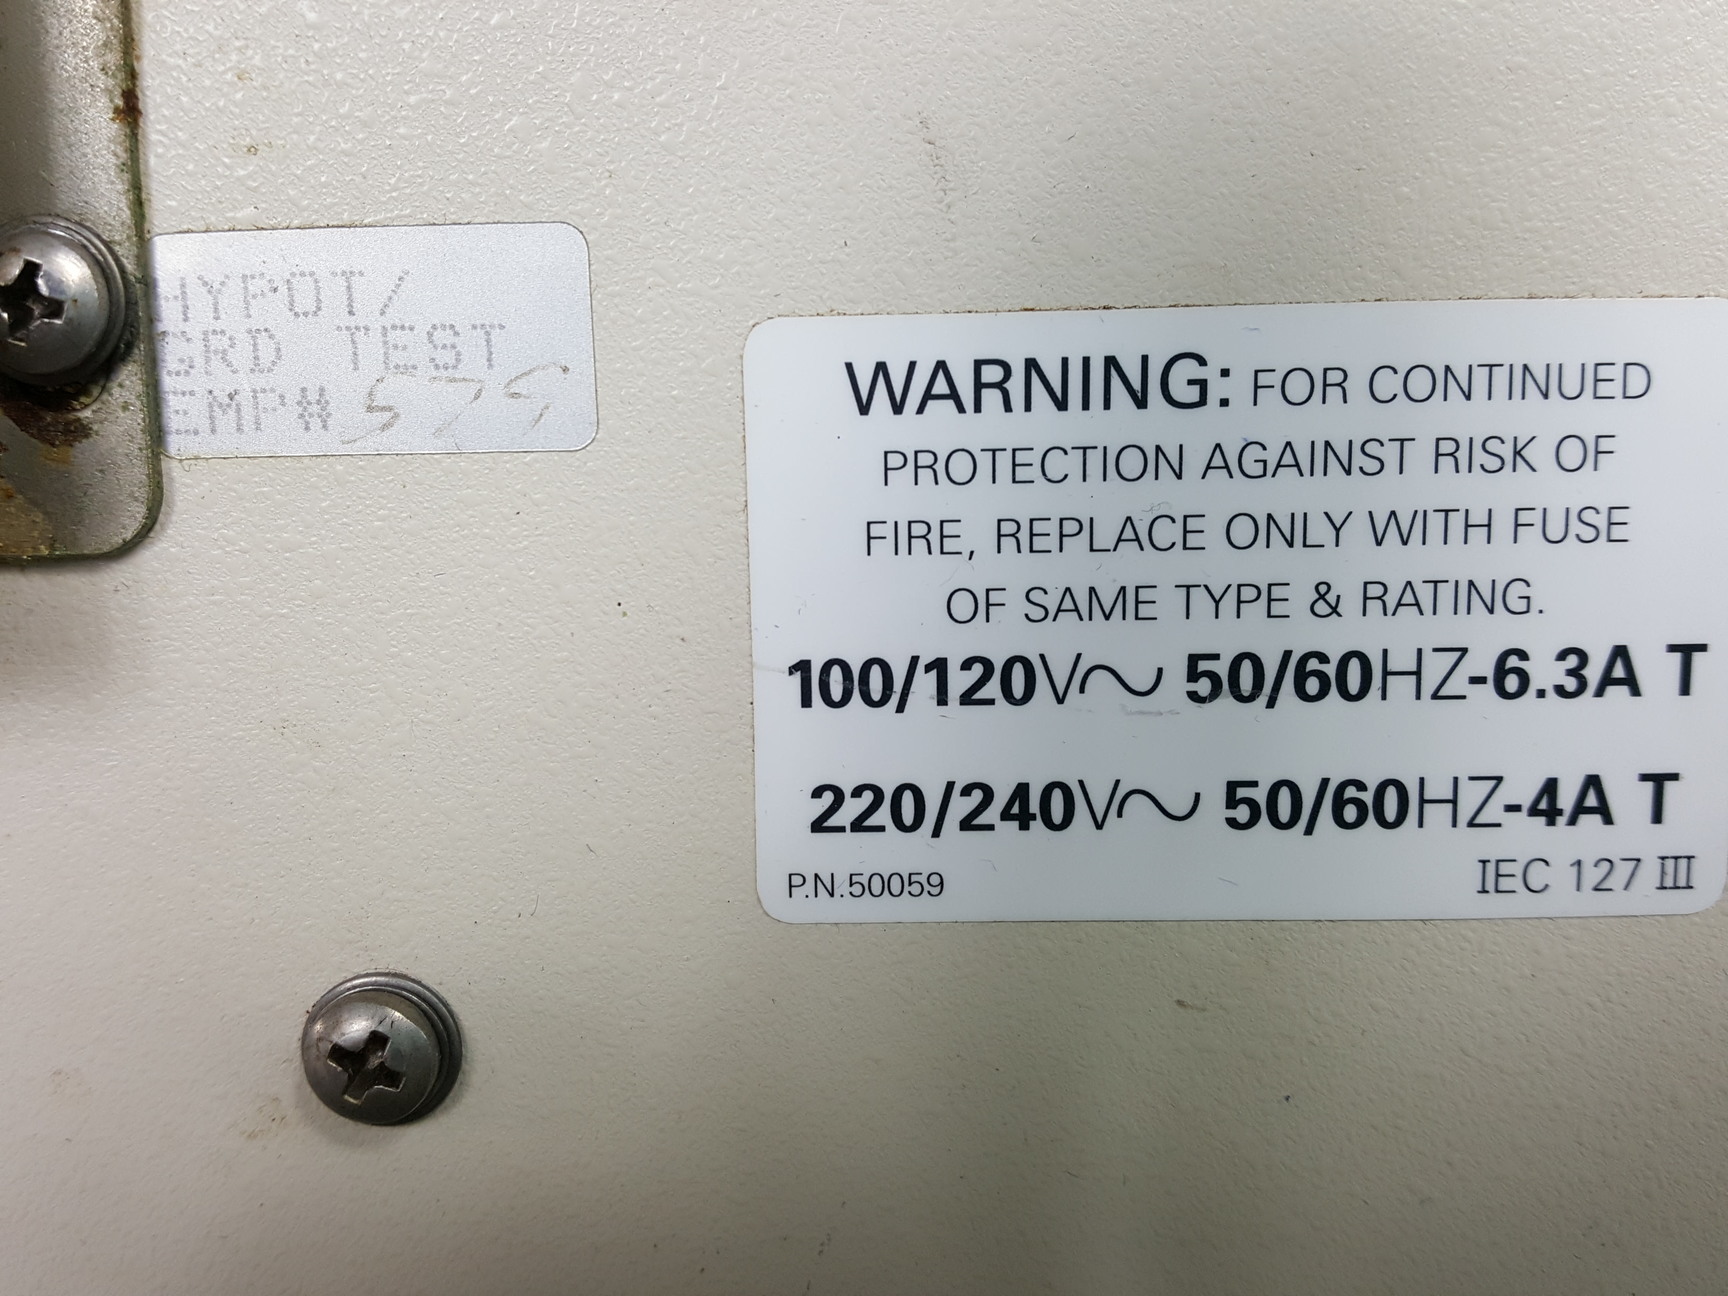 HYPOT/
GRD TEST
EMP# 579
WARNING: FOR CONTINUED
PROTECTION AGAINST RISK OF
FIRE, REPLACE ONLY WITH FUSE
OF SAME TYPE & RATING.
100/120V~ 50/60HZ-6.3A T
220/240V~ 50/60HZ-4A T
P.N.50059
IEC 127 III